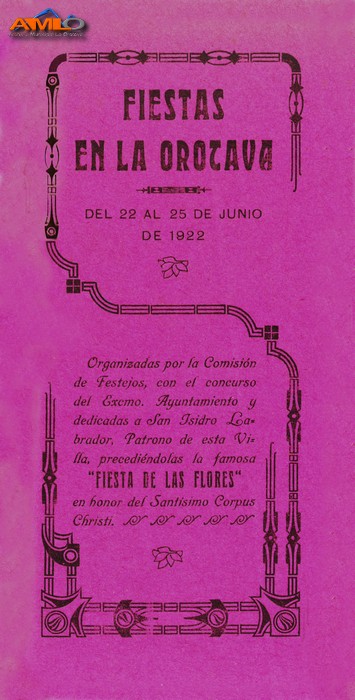 AMILO
FIESTAS
EN LA OROTAVA
DEL 22 AL 25 DE JUNIO
DE 1922
Organizadas por la Comisión
de Festejos, con el concurso
del Excmo. Ayuntamiento y
dedicadas a San Isidro La-
brador, Patrono de esta Vi-
lla, precediéndolas la famosa
"FIESTA DE LAS FLORES"
en honor del Santísimo Corpus
Christi.